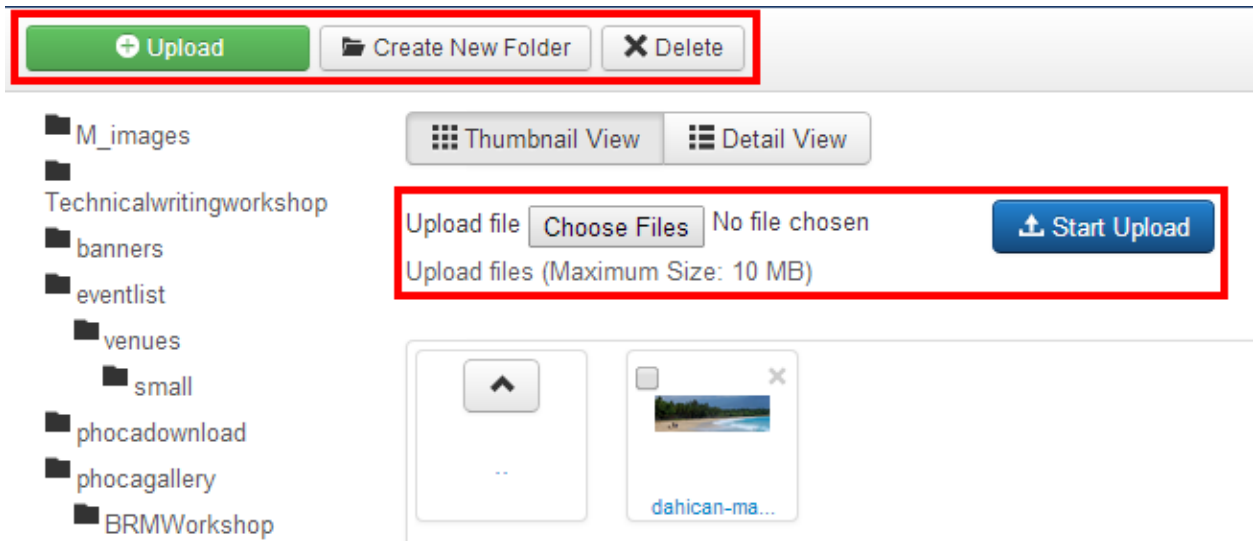 Upload Create New Folder Delete
M_images
Technicalwritingworkshop
banners
eventlist
venues
small
phocadownload
phocagallery
BRMWorkshop
Thumbnail View Detail View
Upload file Choose Files No file chosen Start Upload
Upload files (Maximum Size: 10 MB)
..
dahican-ma...